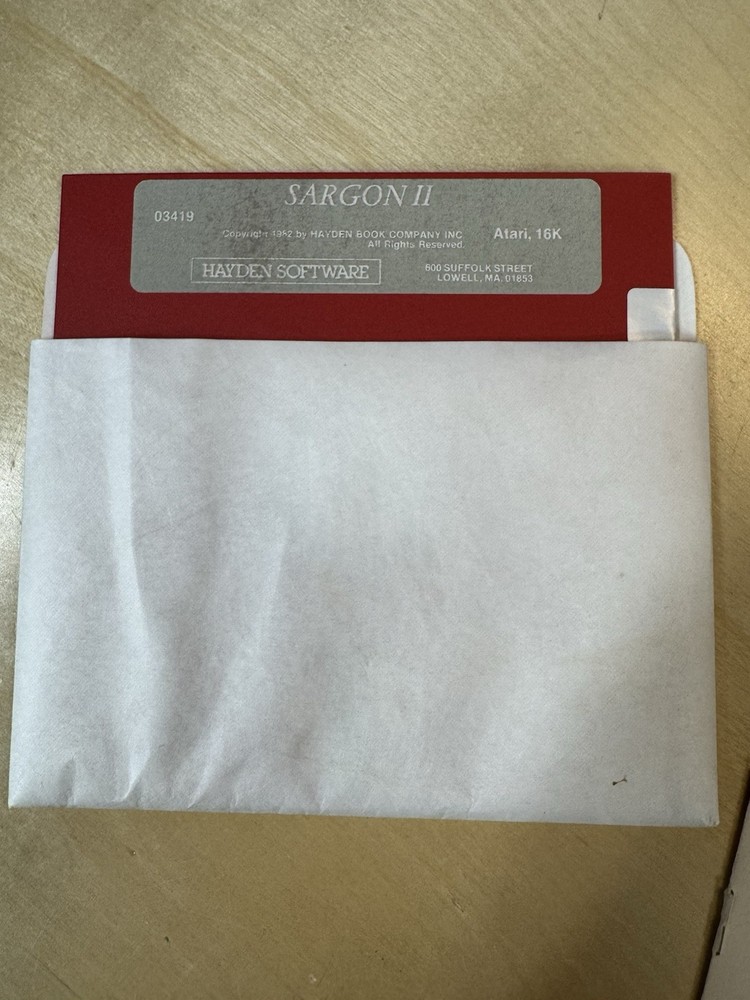 SARGON II
03419
Copyright 1982 by HAYDEN BOOK COMPANY INC
All Rights Reserved.
Atari, 16K
HAYDEN SOFTWARE
600 SUFFOLK STREET
LOWELL, MA. 01853